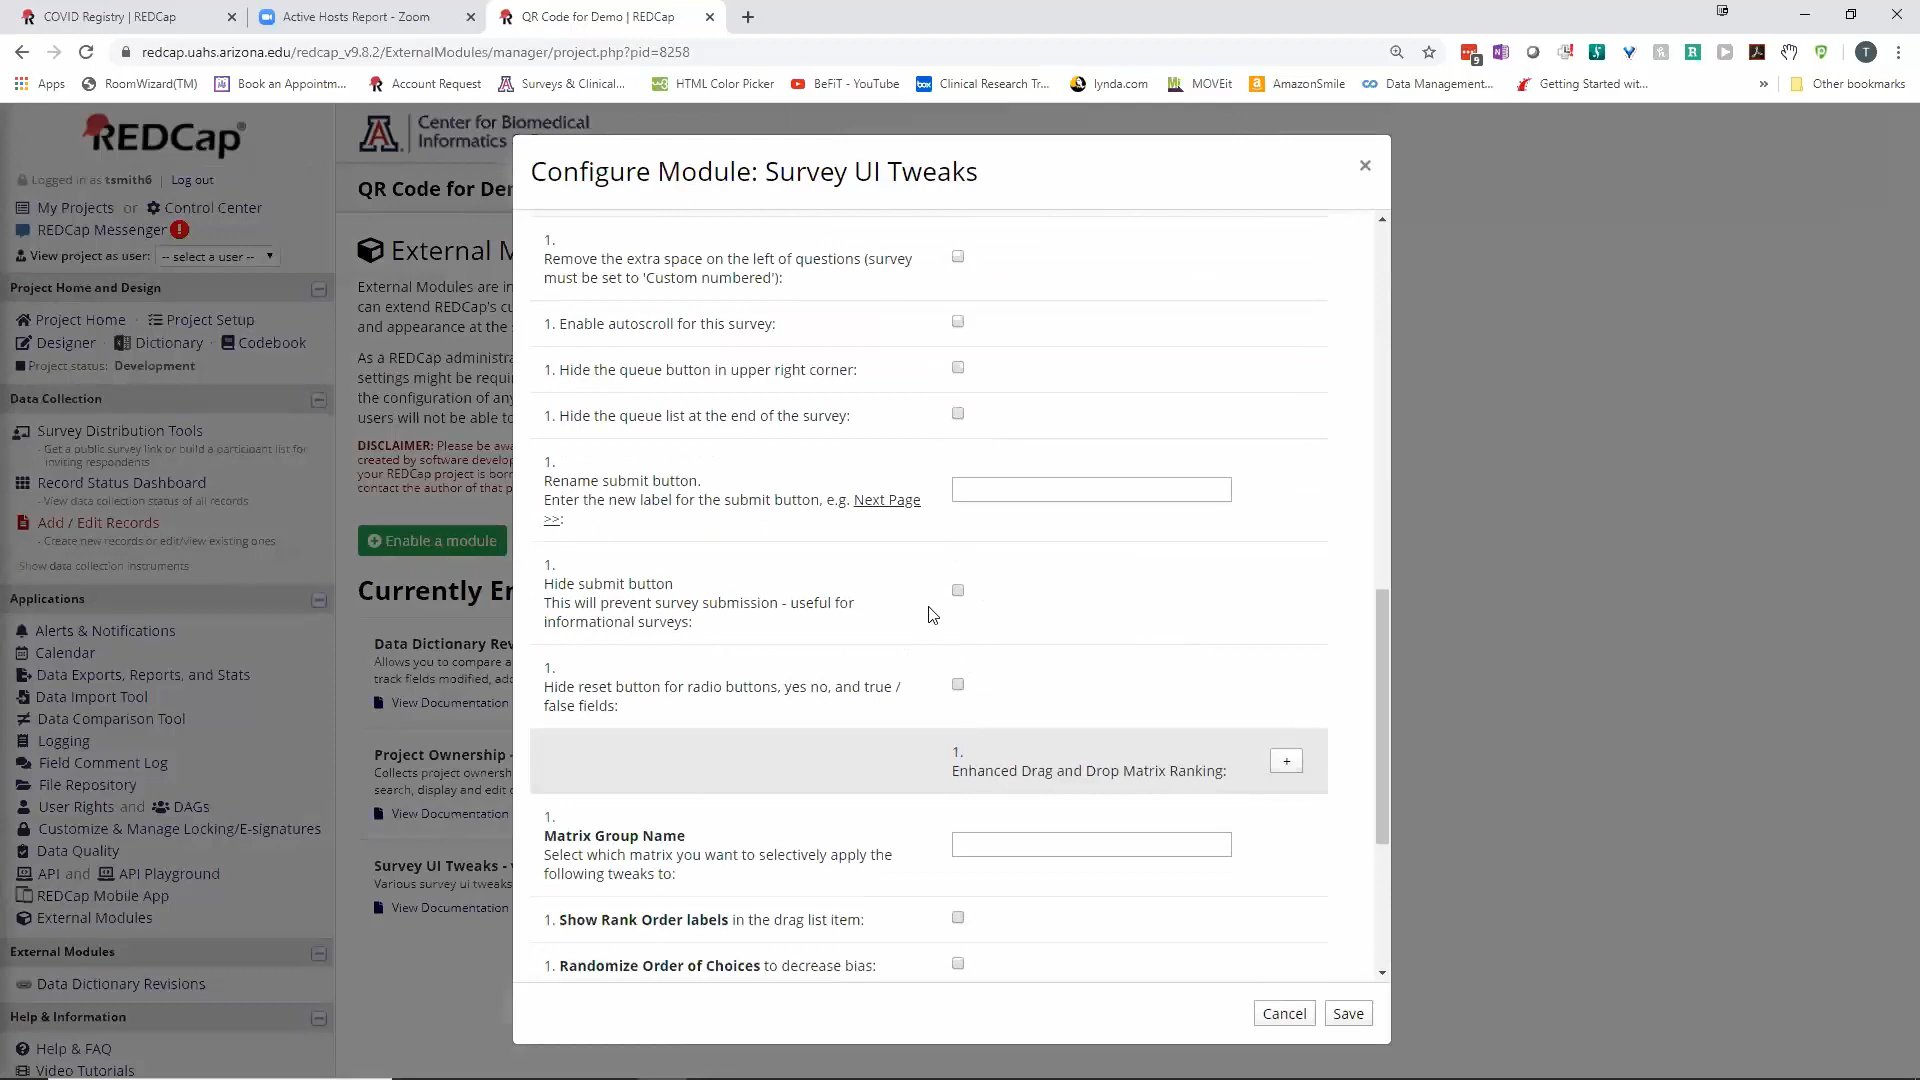 COVID Registry | REDCap
Active Hosts Report - Zoom
QR Code for Demo | REDCap
redcap.uahs.arizona.edu/redcap_v9.8.2/ExternalModules/manager/project.php?pid=8258
9
T
Apps
RoomWizard(TM)
Book an Appointm...
Account Request
Surveys & Clinical...
HTML Color Picker
BeFiT - YouTube
Clinical Research Tr...
lynda.com
MOVEit
AmazonSmile
Data Management...
Getting Started wit...
Other bookmarks
REDCap
Logged in as tsmith6 | Log out
My Projects or Control Center
REDCap Messenger
View project as user: -- select a user --
Project Home and Design
Project Home · Project Setup
Designer · Dictionary · Codebook
Project status: Development
Data Collection
Survey Distribution Tools
- Get a public survey link or build a participant list for
inviting respondents
Record Status Dashboard
- View data collection status of all records
Add / Edit Records
- Create new records or edit/view existing ones
Show data collection instruments
Applications
Alerts & Notifications
Calendar
Data Exports, Reports, and Stats
Data Import Tool
Data Comparison Tool
Logging
Field Comment Log
File Repository
User Rights and DAGs
Customize & Manage Locking/E-signatures
Data Quality
API and API Playground
REDCap Mobile App
External Modules
External Modules
Data Dictionary Revisions
Help & Information
Help & FAQ
Video Tutorials
Center for Biomedical
Informatics
QR Code for De
External M
External Modules are in
can extend REDCap's cu
and appearance at the
As a REDCap administra
settings might be requir
the configuration of any
users will not be able to
DISCLAIMER: Please be awa
created by software develop
your REDCap project is bor
contact the author of that p
Enable a module
Currently E
Data Dictionary Rev
Allows you to compare a
track fields modified, add
View Documentation
Project Ownership -
Collects project ownersh
search, display and edit o
View Documentation
Survey UI Tweaks - v
Various survey ui tweaks
View Documentation
Configure Module: Survey UI Tweaks
×
1.
Remove the extra space on the left of questions (survey
must be set to 'Custom numbered'):
1. Enable autoscroll for this survey:
1. Hide the queue button in upper right corner:
1. Hide the queue list at the end of the survey:
1.
Rename submit button.
Enter the new label for the submit button, e.g. Next Page
>>:
1.
Hide submit button
This will prevent survey submission - useful for
informational surveys:
1.
Hide reset button for radio buttons, yes no, and true /
false fields:
1.
Enhanced Drag and Drop Matrix Ranking:
+
1.
Matrix Group Name
Select which matrix you want to selectively apply the
following tweaks to:
1. Show Rank Order labels in the drag list item:
1. Randomize Order of Choices to decrease bias:
Cancel
Save